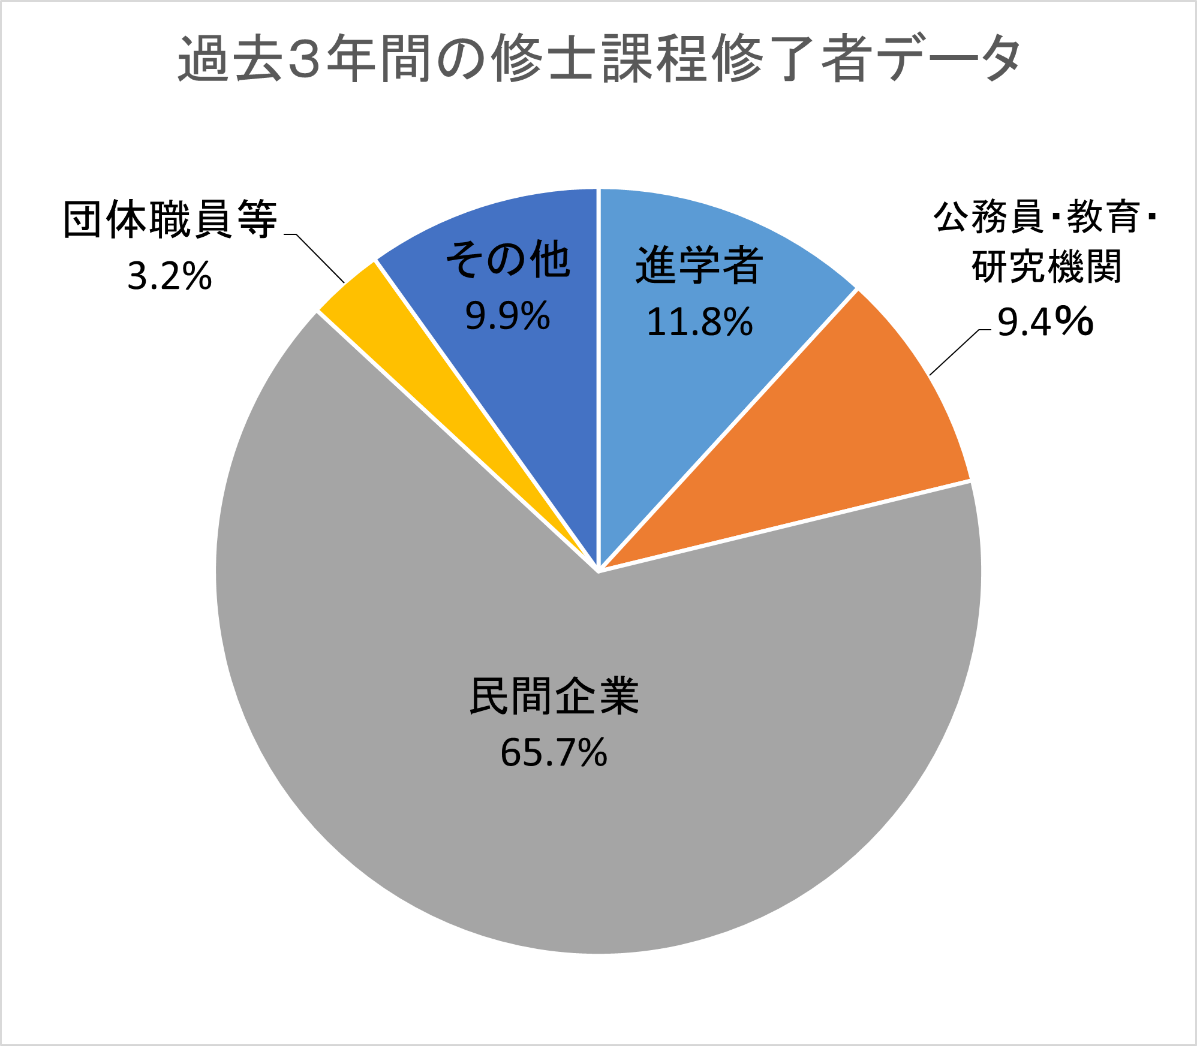 過去３年間の修士課程修了者データ
団体職員等
3.2%
その他
9.9%
進学者
11.8%
公務員・教育・
研究機関
9.4%
民間企業
65.7%